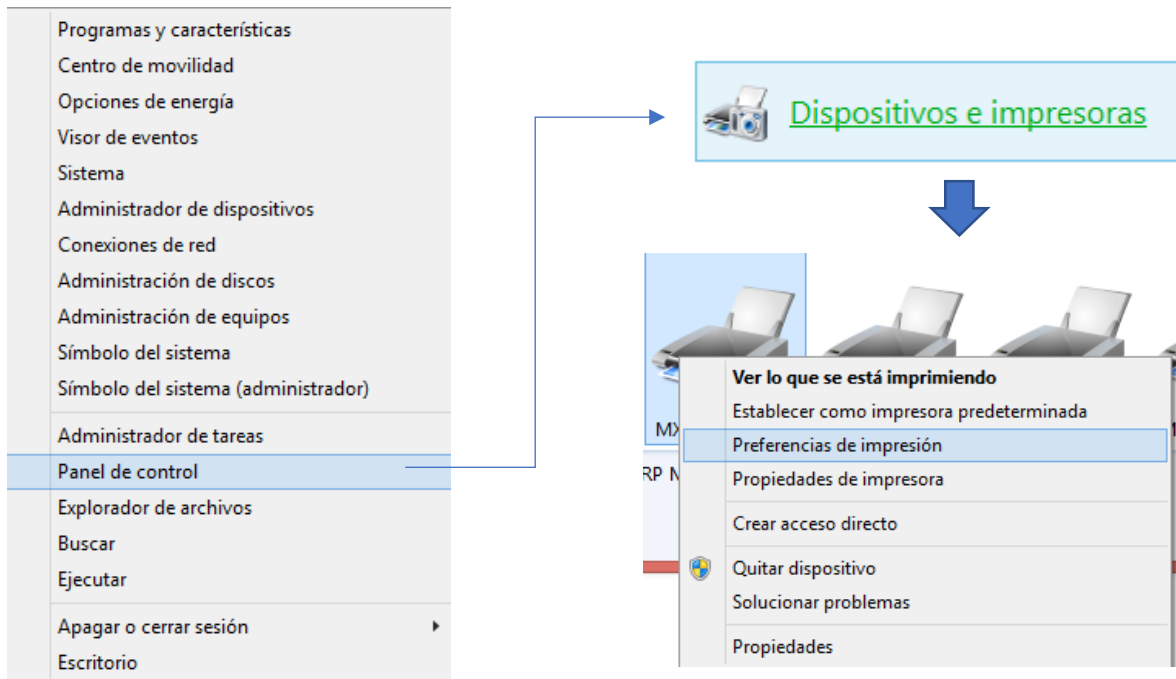 Programas y características
Centro de movilidad
Opciones de energía
Visor de eventos
Sistema
Administrador de dispositivos
Conexiones de red
Administración de discos
Administración de equipos
Símbolo del sistema
Símbolo del sistema (administrador)
Administrador de tareas
Panel de control
Explorador de archivos
Buscar
Ejecutar
Apagar o cerrar sesión
Escritorio
Dispositivos e impresoras
Ver lo que se está imprimiendo
Establecer como impresora predeterminada
Preferencias de impresión
Propiedades de impresora
Crear acceso directo
Quitar dispositivo
Solucionar problemas
Propiedades
MX
RP